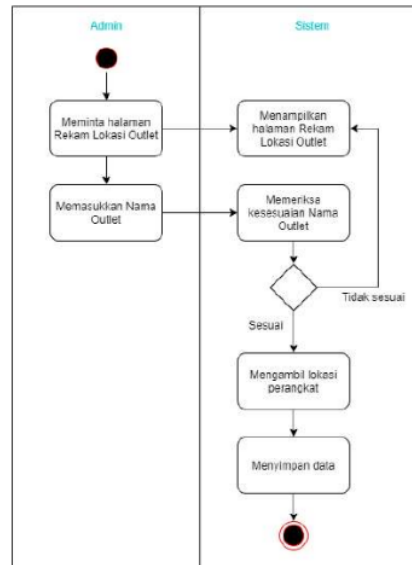 Admin
Sistem
Meminta halaman
Rekam Lokasi Outlet
Menampilkan
halaman Rekam
Lokasi Outlet
Memasukkan Nama
Outlet
Memeriksa
kesesuaian Nama
Outlet
Tidak sesuai
Sesuai
Mengambil lokasi
perangkat
Menyimpan data